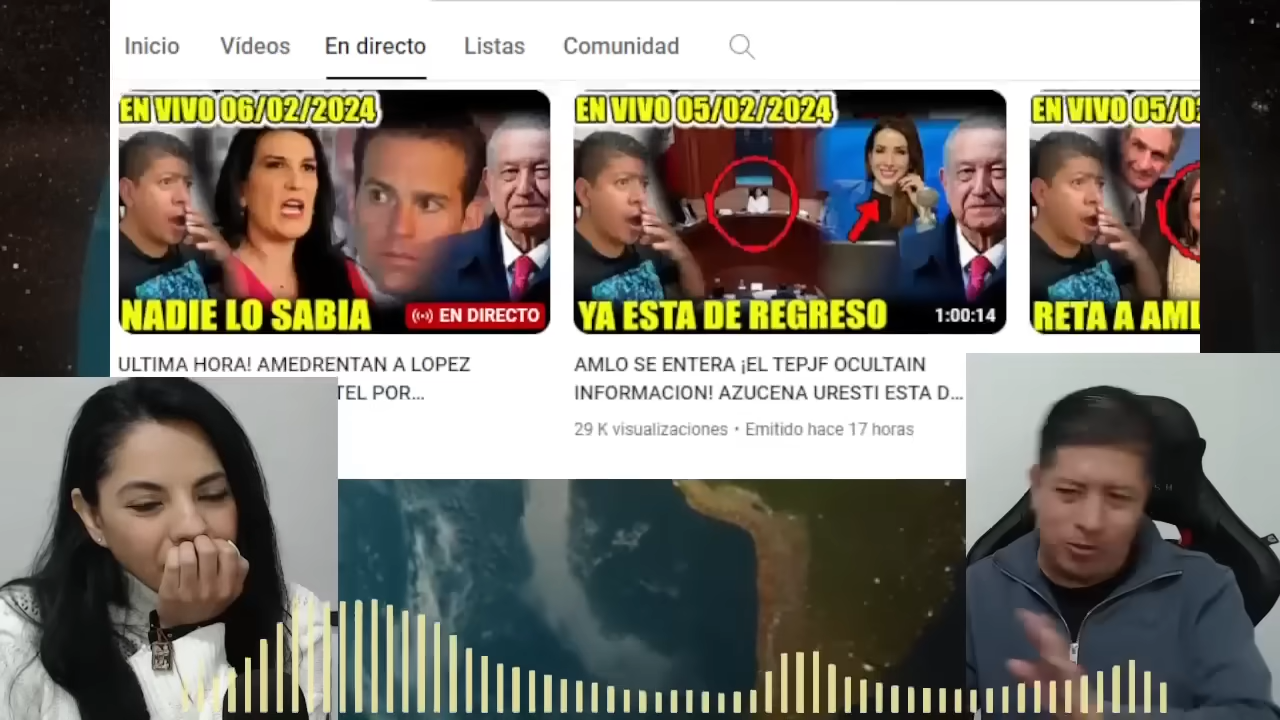 Inicio Vídeos En directo Listas Comunidad
EN VIVO 06/02/2024
NADIE LO SABIA
EN DIRECTO
ULTIMA HORA! AMEDRENTAN A LOPEZ
TEL POR...
EN VIVO 05/02/2024
YA ESTA DE REGRESO
1:00:14
AMLO SE ENTERA ¡EL TEPJF OCULTAIN
INFORMACION! AZUCENA URESTI ESTA D...
29 K visualizaciones • Emitido hace 17 horas
EN VIVO 05/0
RETA A AML